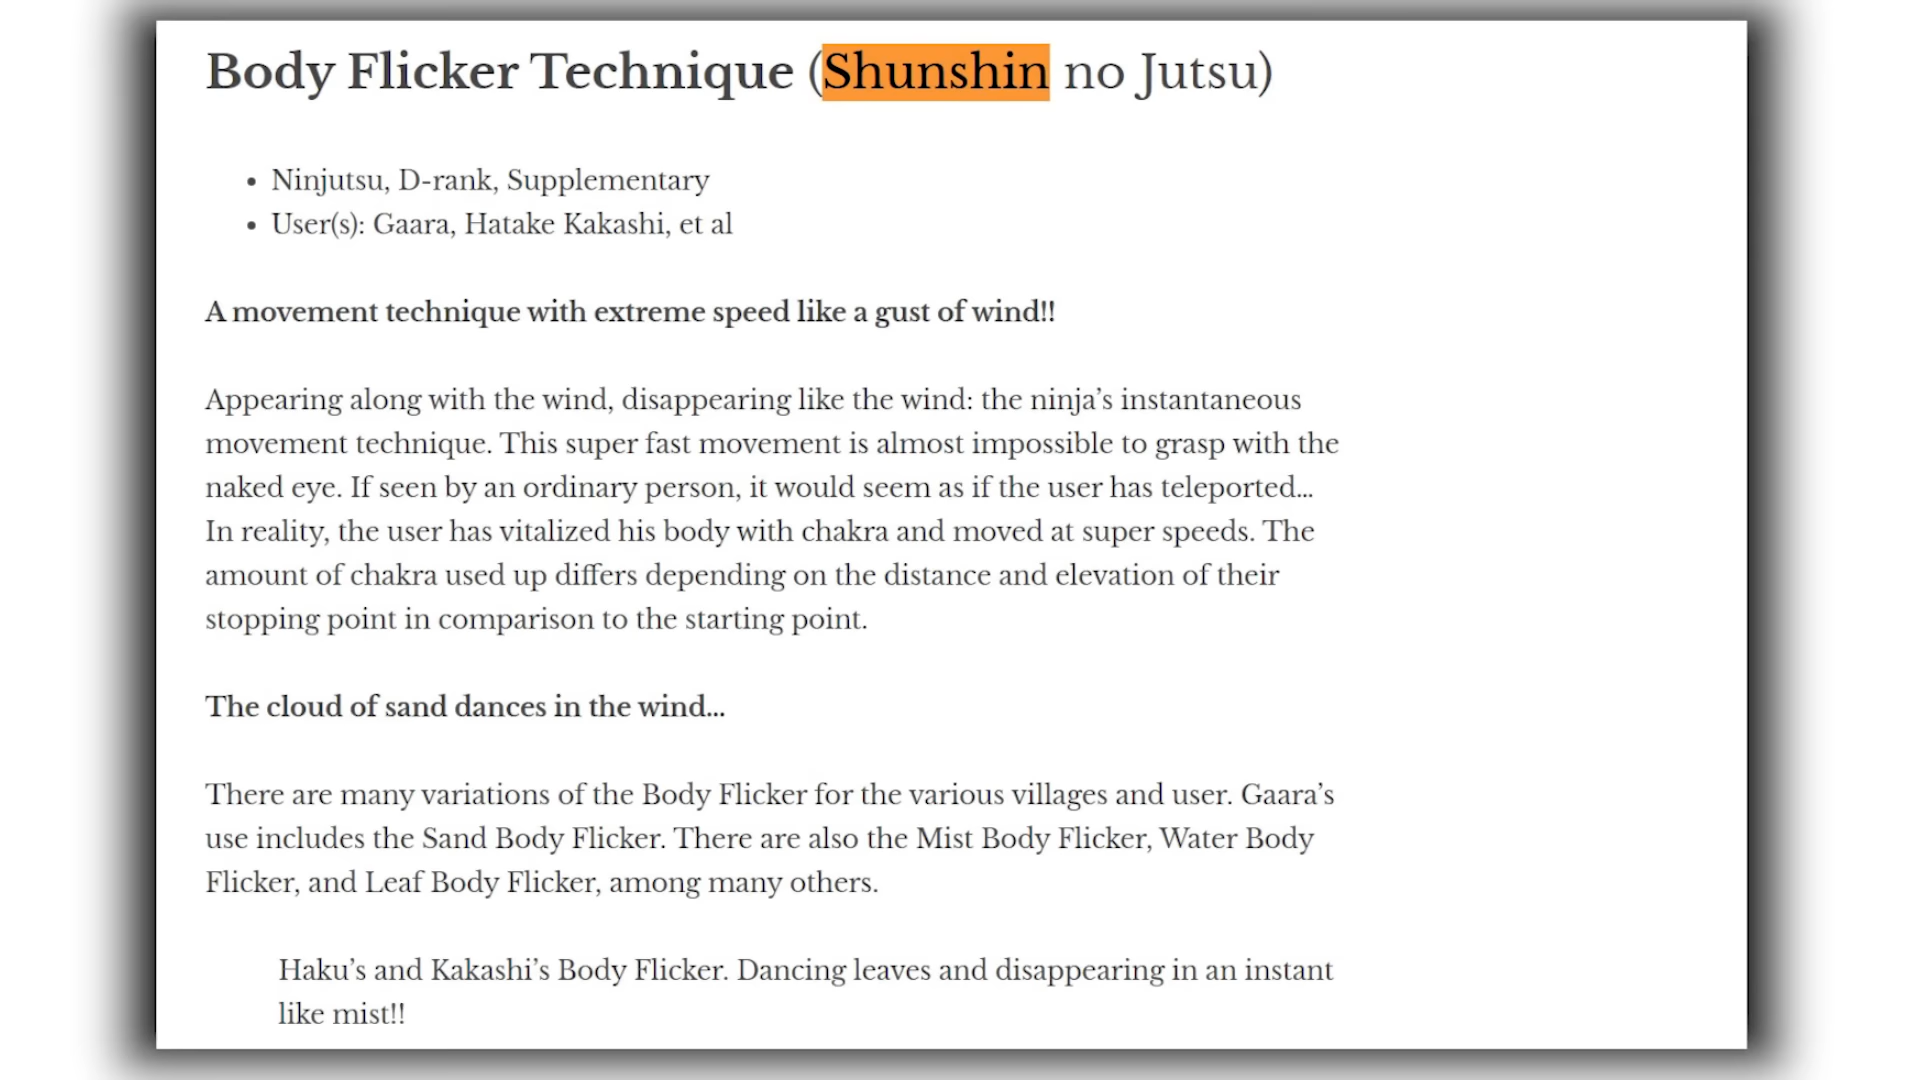 Body Flicker Technique (Shunshin no Jutsu)
• Ninjutsu, D-rank, Supplementary
• User(s): Gaara, Hatake Kakashi, et al
A movement technique with extreme speed like a gust of wind!!
Appearing along with the wind, disappearing like the wind: the ninja’s instantaneous
movement technique. This super fast movement is almost impossible to grasp with the
naked eye. If seen by an ordinary person, it would seem as if the user has teleported…
In reality, the user has vitalized his body with chakra and moved at super speeds. The
amount of chakra used up differs depending on the distance and elevation of their
stopping point in comparison to the starting point.
The cloud of sand dances in the wind…
There are many variations of the Body Flicker for the various villages and user. Gaara’s
use includes the Sand Body Flicker. There are also the Mist Body Flicker, Water Body
Flicker, and Leaf Body Flicker, among many others.
Haku’s and Kakashi’s Body Flicker. Dancing leaves and disappearing in an instant
like mist!!